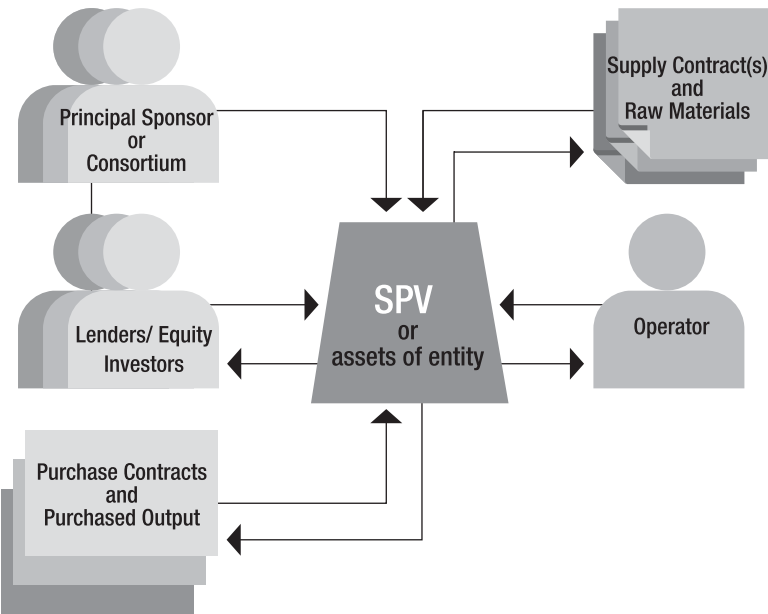 Principal Sponsor
or
Consortium
Supply Contract(s)
and
Raw Materials
SPV
or
assets of entity
Lenders/ Equity
Investors
Operator
Purchase Contracts
and
Purchased Output